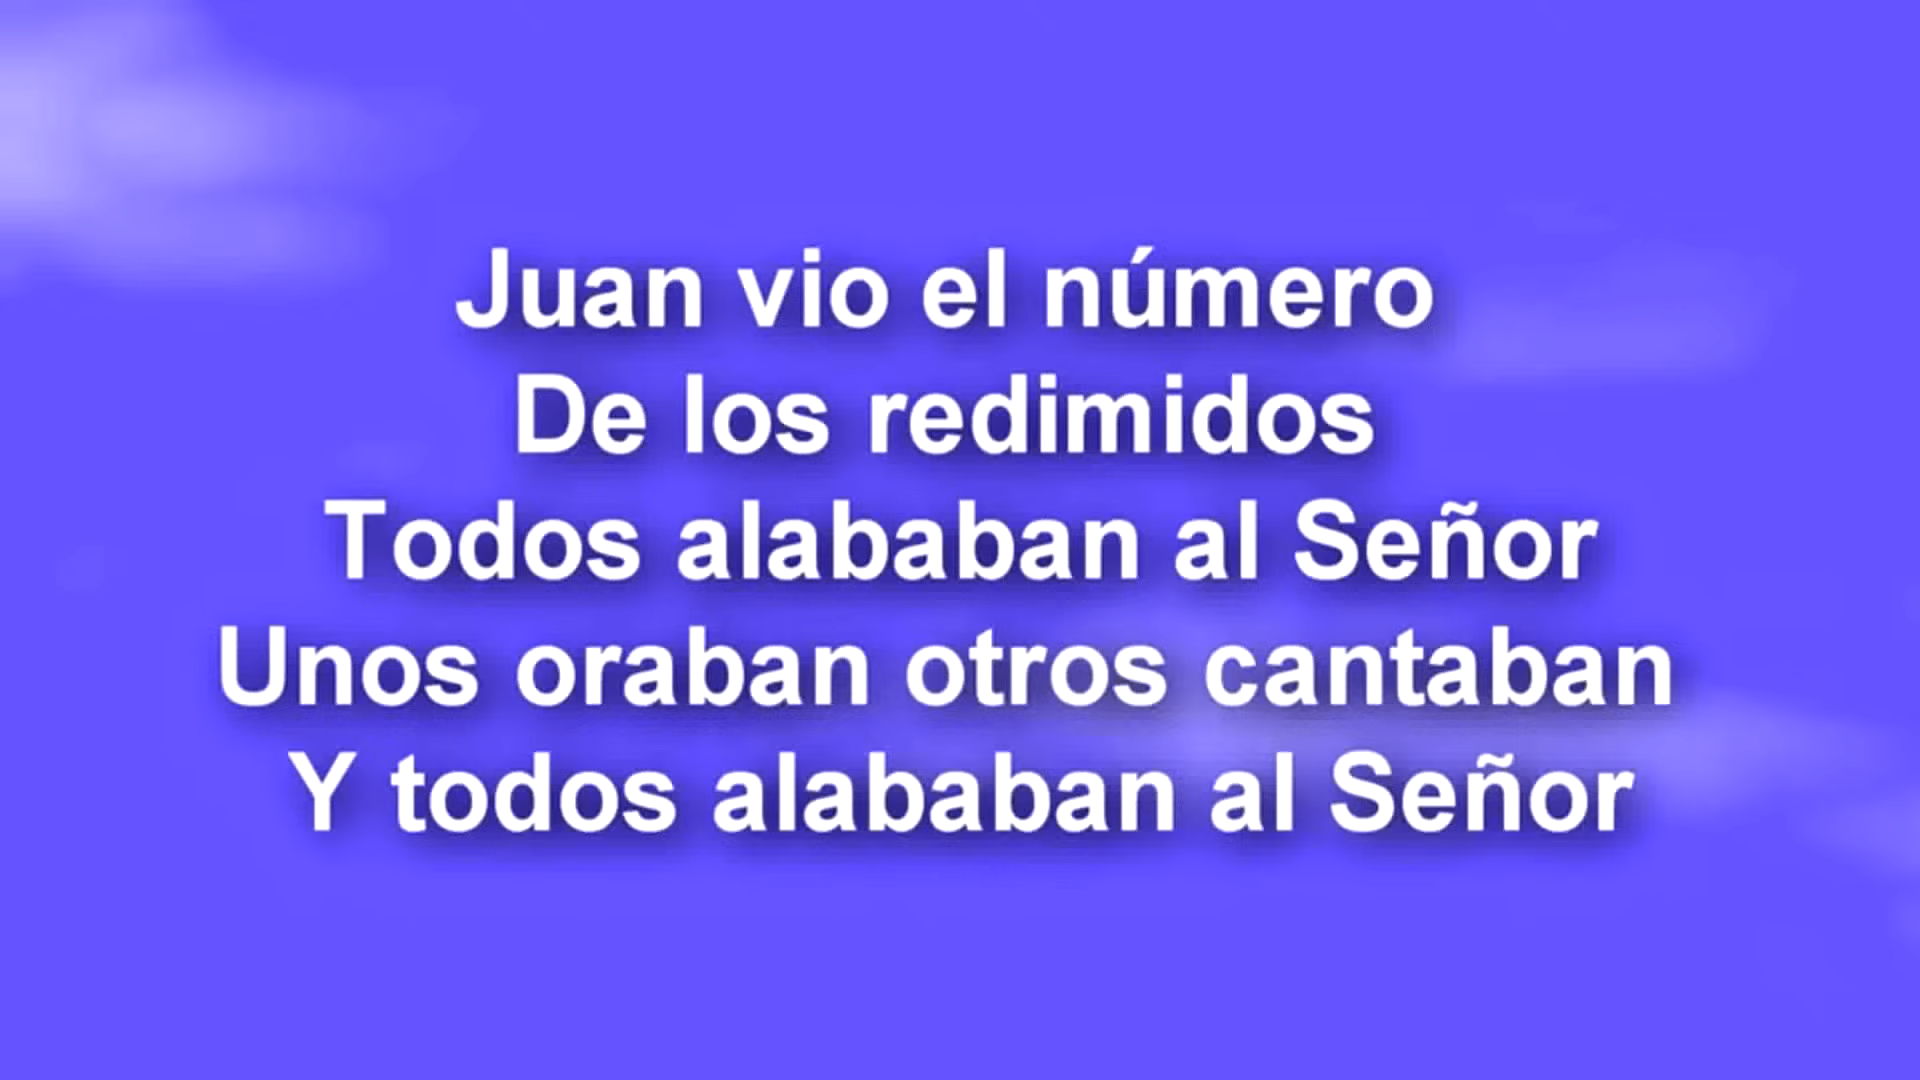 Juan vio el número
De los redimidos
Todos alababan al Señor
Unos oraban otros cantaban
Y todos alababan al Señor